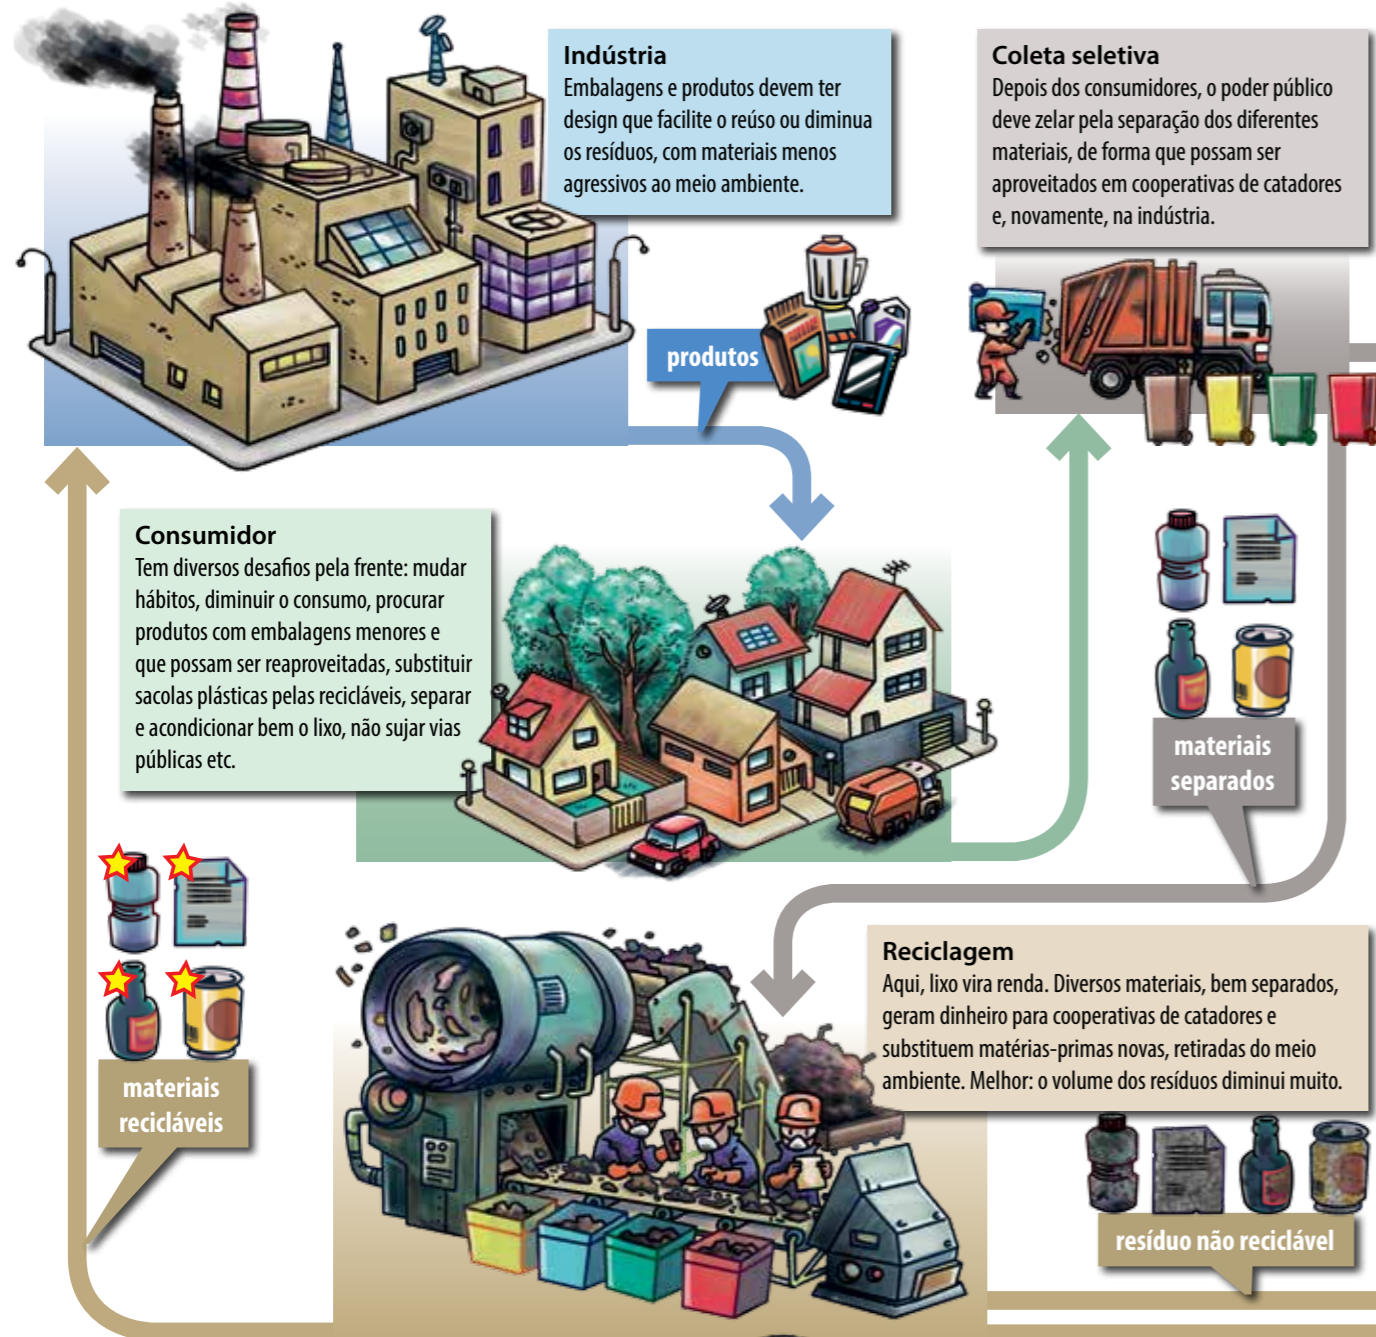 Indústria
Embalagens e produtos devem ter
design que facilite o reúso ou diminua
os resíduos, com materiais menos
agressivos ao meio ambiente.
Coleta seletiva
Depois dos consumidores, o poder público
deve zelar pela separação dos diferentes
materiais, de forma que possam ser
aproveitados em cooperativas de catadores
e, novamente, na indústria.
produtos
Consumidor
Tem diversos desafios pela frente: mudar
hábitos, diminuir o consumo, procurar
produtos com embalagens menores e
que possam ser reaproveitadas, substituir
sacolas plásticas pelas recicláveis, separar
e acondicionar bem o lixo, não sujar vias
públicas etc.
materiais
separados
materiais
recicláveis
Reciclagem
Aqui, lixo vira renda. Diversos materiais, bem separados,
geram dinheiro para cooperativas de catadores e
substituem matérias-primas novas, retiradas do meio
ambiente. Melhor: o volume dos resíduos diminui muito.
resíduo não reciclável